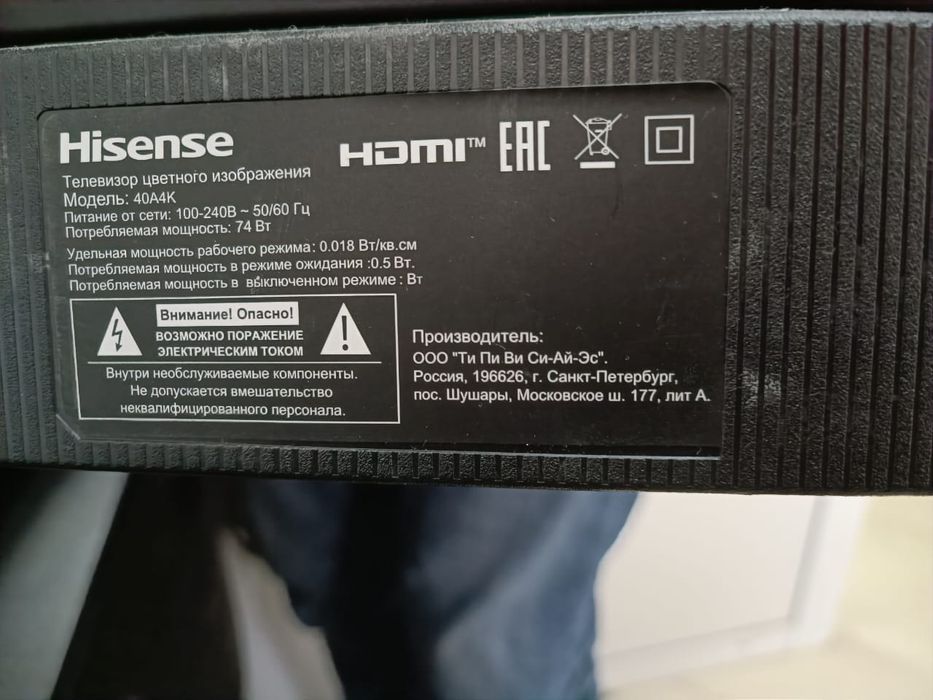 Hisense
HDMI™ EAC
Телевизор цветного изображения
Модель: 40A4K
Питание от сети: 100-240В ~ 50/60 Гц
Потребляемая мощность: 74 Вт
Удельная мощность рабочего режима: 0.018 Вт/кв.см
Потребляемая мощность в режиме ожидания :0.5 Вт.
Потребляемая мощность в выключенном режиме : Вт
Внимание! Опасно!
ВОЗМОЖНО ПОРАЖЕНИЕ
ЭЛЕКТРИЧЕСКИМ ТОКОМ
Внутри необслуживаемые компоненты.
Не допускается вмешательство
неквалифицированного персонала.
Производитель:
ООО "Ти Пи Ви Си-Ай-Эс".
Россия, 196626, г. Санкт-Петербург,
пос. Шушары, Московское ш. 177, лит А.